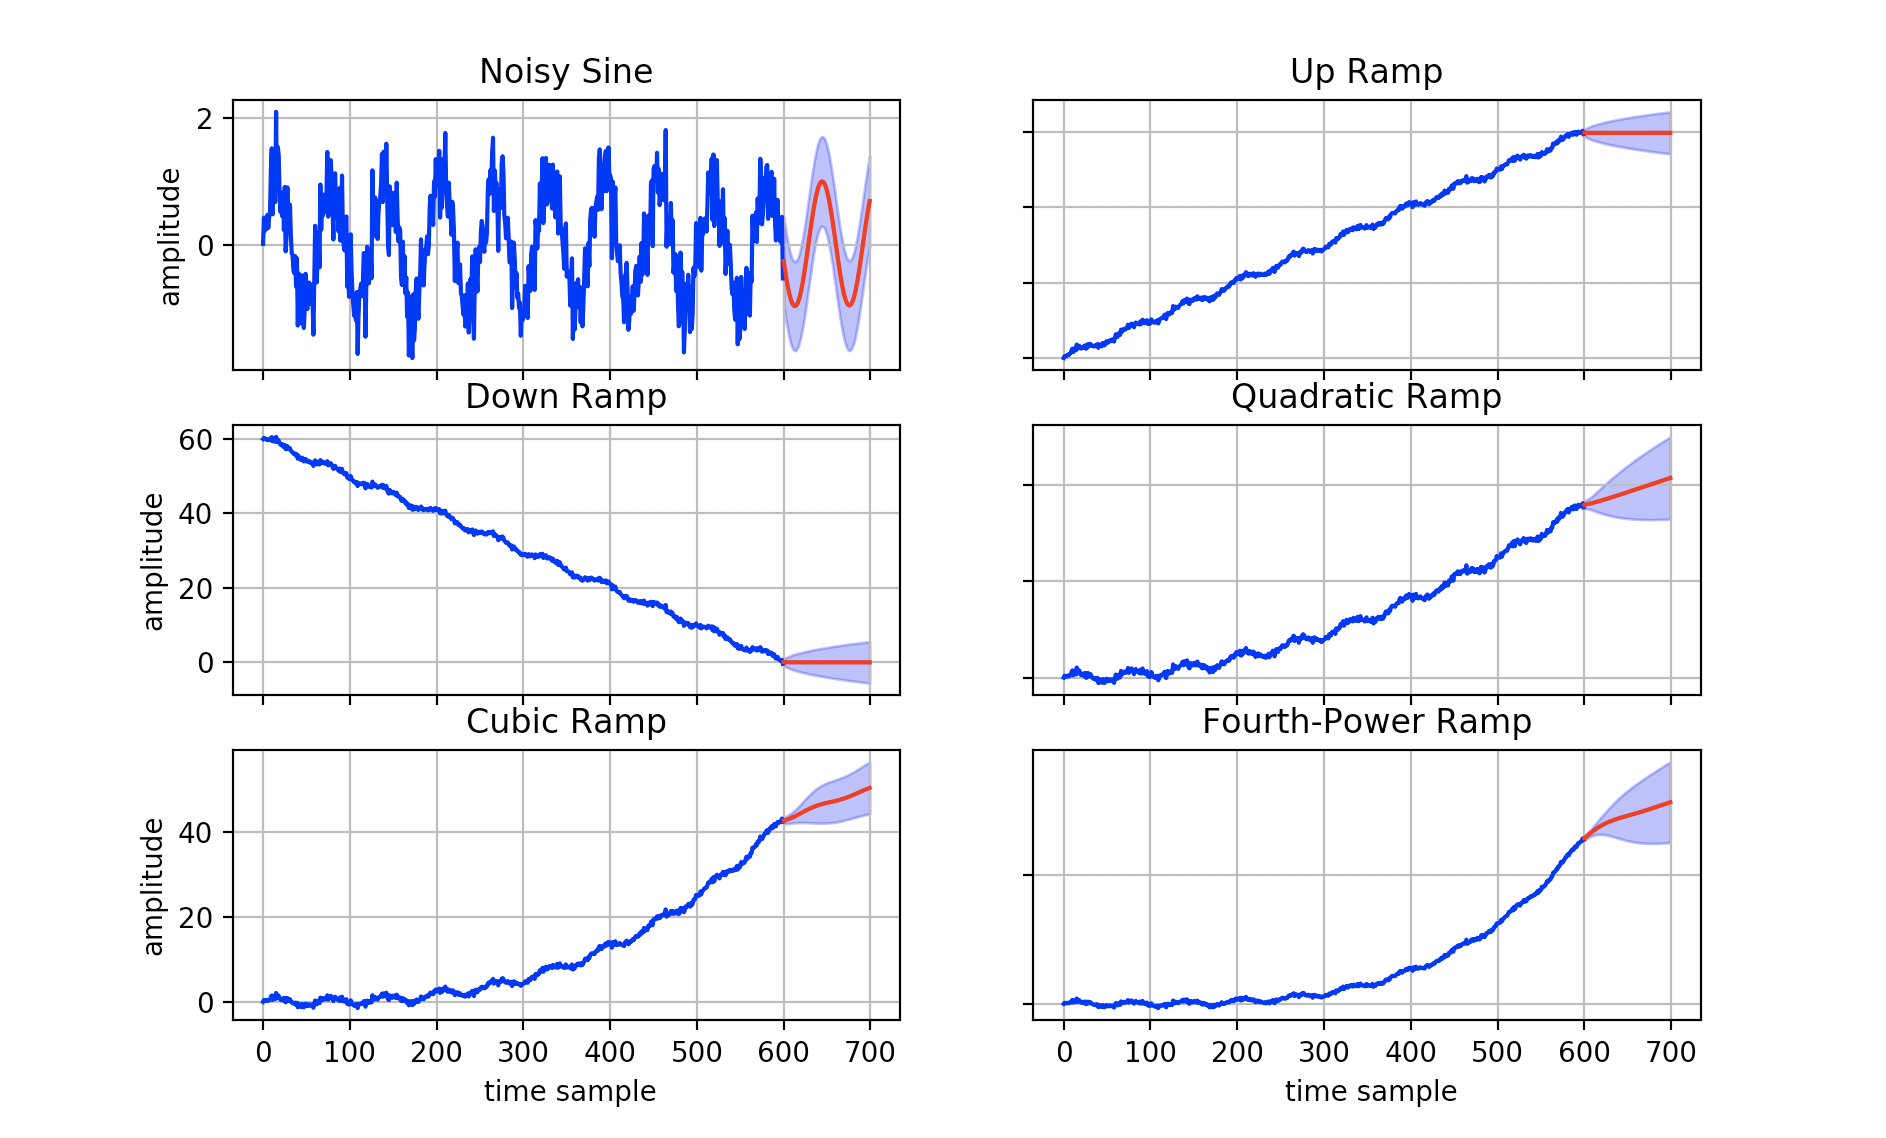 Noisy Sine
Up Ramp
2
0
amplitude
Down Ramp
Quadratic Ramp
60
40
20
0
amplitude
Cubic Ramp
Fourth-Power Ramp
40
20
0
amplitude
0 100 200 300 400 500 600 700
0 100 200 300 400 500 600 700
time sample
time sample